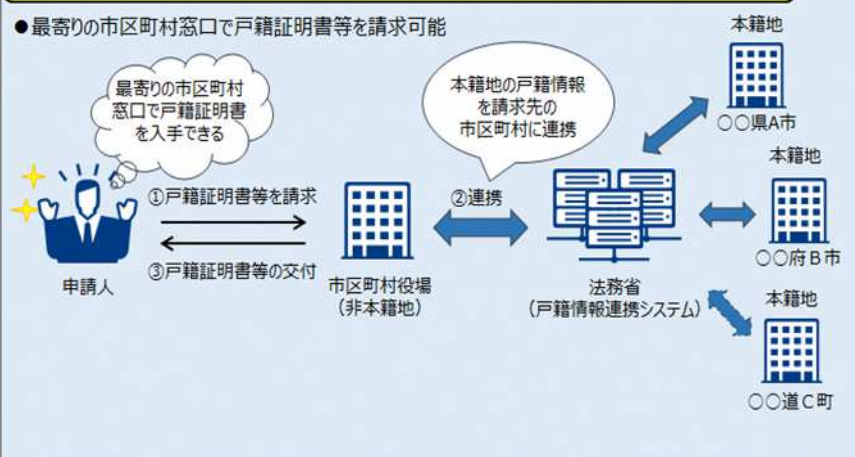 ●最寄りの市区町村窓口で戸籍証明書等を請求可能
最寄りの市区町村
窓口で戸籍証明書
を入手できる
本籍地の戸籍情報
を請求先の
市区町村に連携
本籍地
〇〇県A市
①戸籍証明書等を請求
②連携
本籍地
〇〇府B市
③戸籍証明書等の交付
申請人
市区町村役場
（非本籍地）
法務省
（戸籍情報連携システム）
本籍地
〇〇道C町